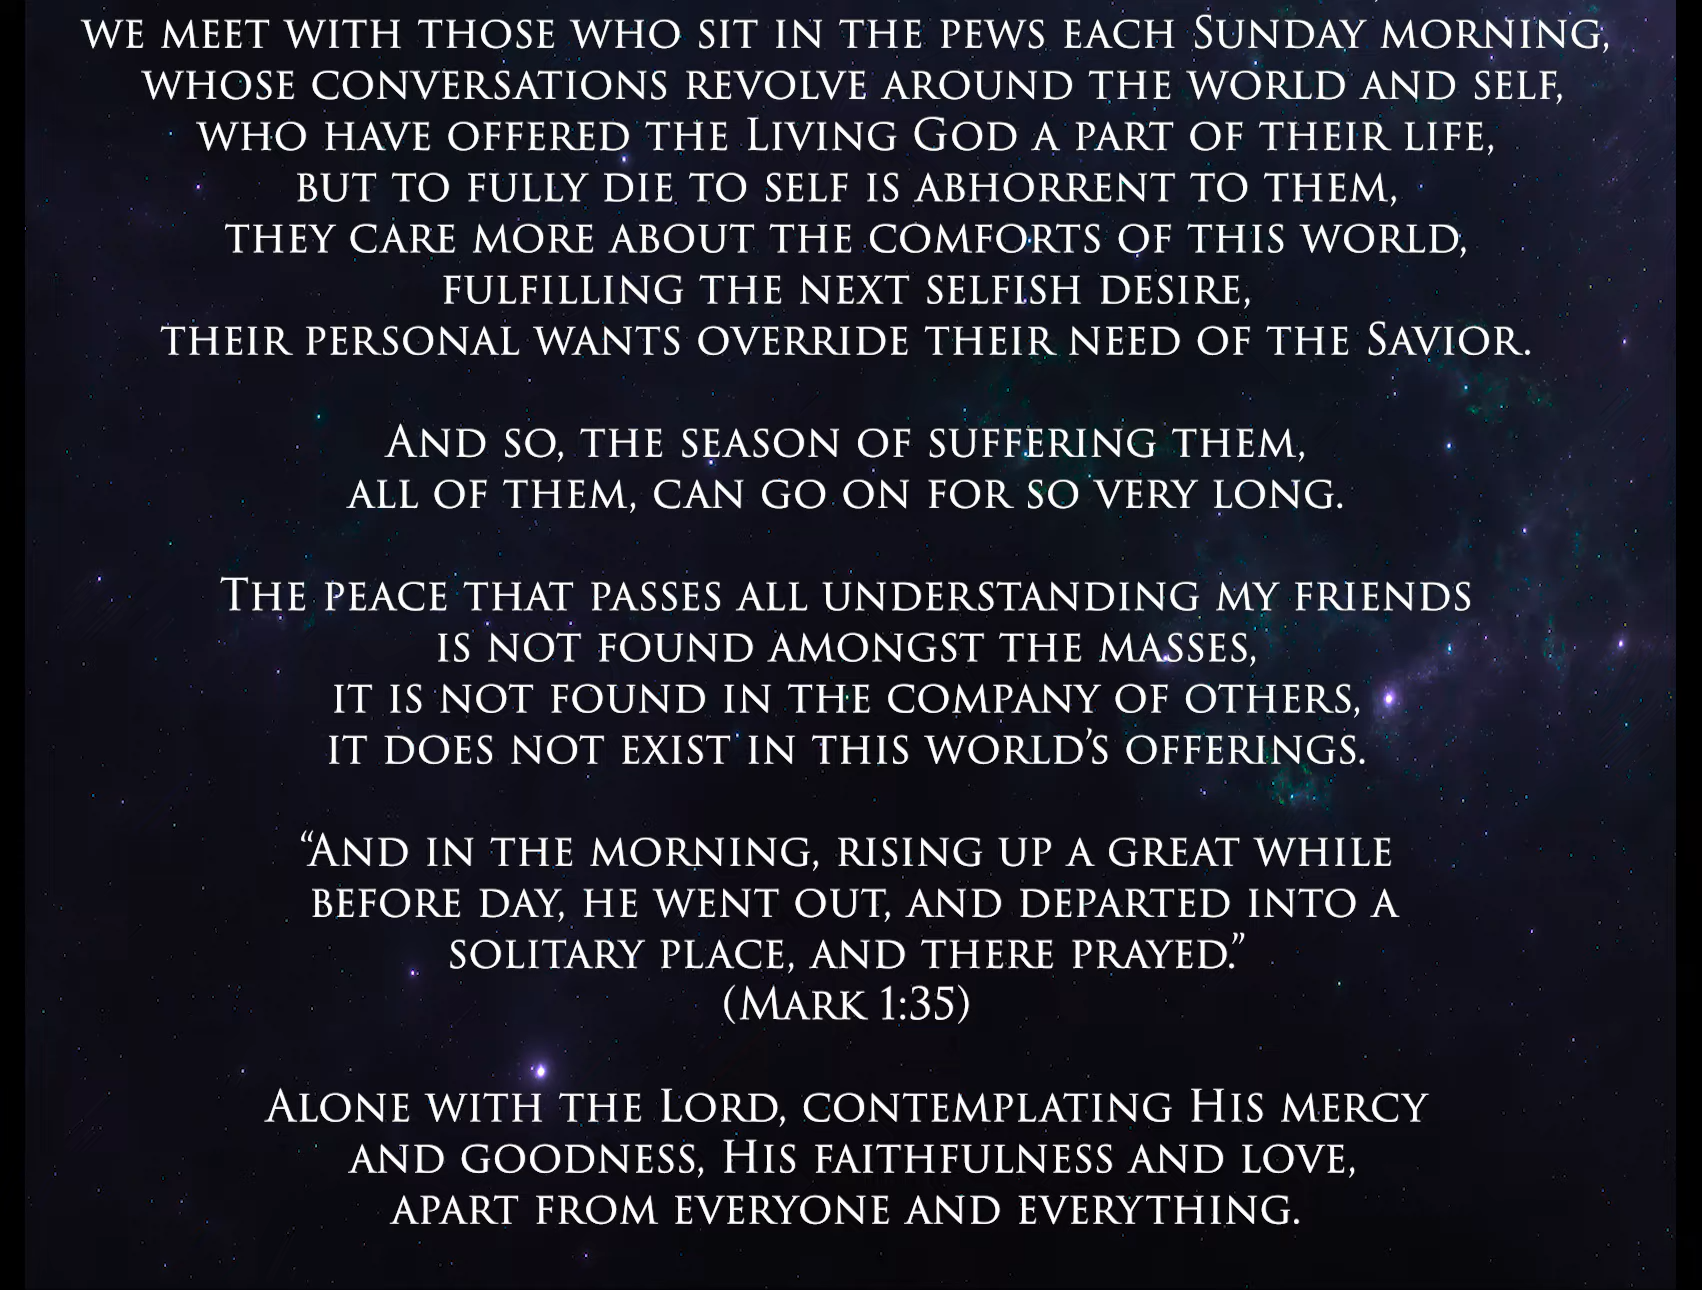 we meet with those who sit in the pews each Sunday morning,
whose conversations revolve around the world and self,
who have offered the Living God a part of their life,
but to fully die to self is abhorrent to them,
they care more about the comforts of this world,
fulfilling the next selfish desire,
their personal wants override their need of the Savior.
And so, the season of suffering them,
all of them, can go on for so very long.
The peace that passes all understanding my friends
is not found amongst the masses,
it is not found in the company of others,
it does not exist in this world’s offerings.
“And in the morning, rising up a great while
before day, he went out, and departed into a
solitary place, and there prayed.”
(Mark 1:35)
Alone with the Lord, contemplating His mercy
and goodness, His faithfulness and love,
apart from everyone and everything.